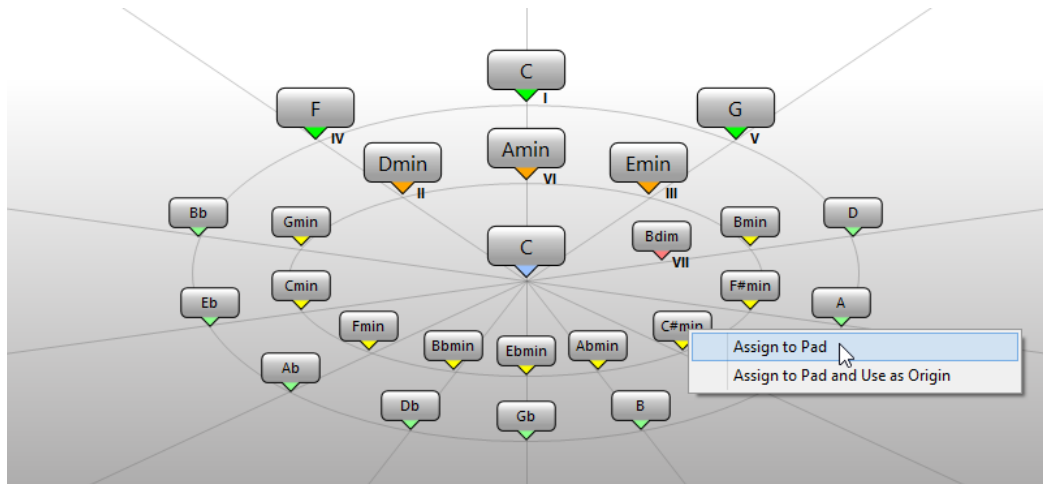 C
I
F
IV
G
V
Dmin
II
Amin
VI
Emin
III
Bb
Gmin
C
Bdim
VII
Bmin
D
Eb
Cmin
F#min
A
Fmin
Bbmin
Ebmin
Abmin
C#min
Assign to Pad
Assign to Pad and Use as Origin
Ab
Db
Gb
B